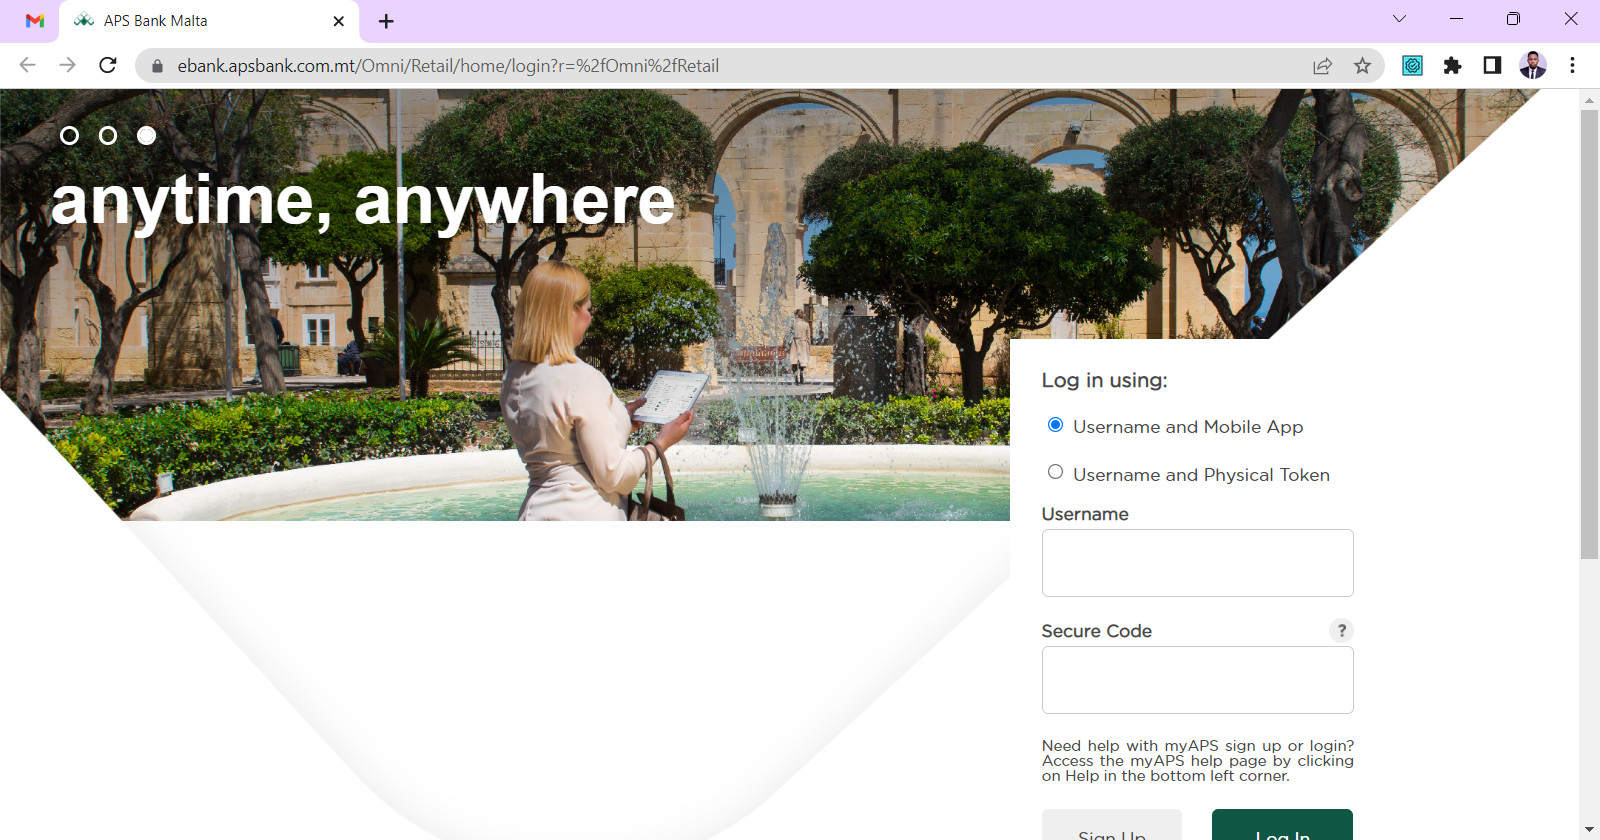 APS Bank Malta
ebank.apsbank.com.mt/Omni/Retail/home/login?r=%2fOmni%2fRetail
anytime, anywhere
Log in using:
Username and Mobile App
Username and Physical Token
Username
Secure Code
?
Need help with myAPS sign up or login?
Access the myAPS help page by clicking
on Help in the bottom left corner.
Sign Up
Log In